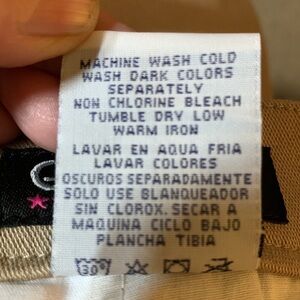 MACHINE WASH COLD
WASH DARK COLORS
SEPARATELY
NON CHLORINE BLEACH
TUMBLE DRY LOW
WARM IRON
LAVAR EN AGUA FRIA
LAVAR COLORES
OSCUROS SEPARADAMENTE
SOLO USE BLANQUEADOR
SIN CLOROX. SECAR A
MAQUINA CICLO BAJO
PLANCHA TIBIA
30°